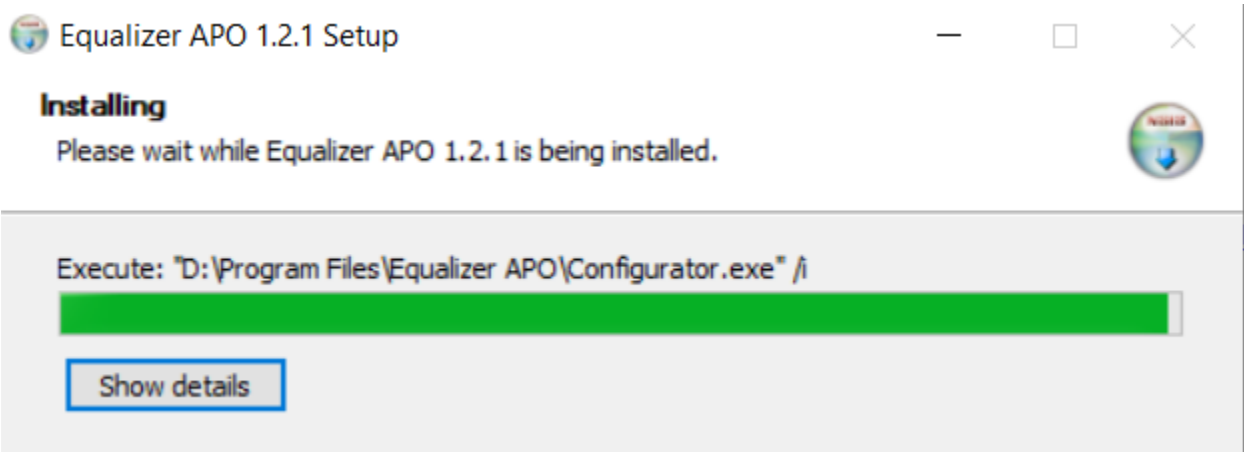 Equalizer APO 1.2.1 Setup
Installing
Please wait while Equalizer APO 1.2.1 is being installed.
Execute: "D:\Program Files\Equalizer APO\Configurator.exe" /i
Show details